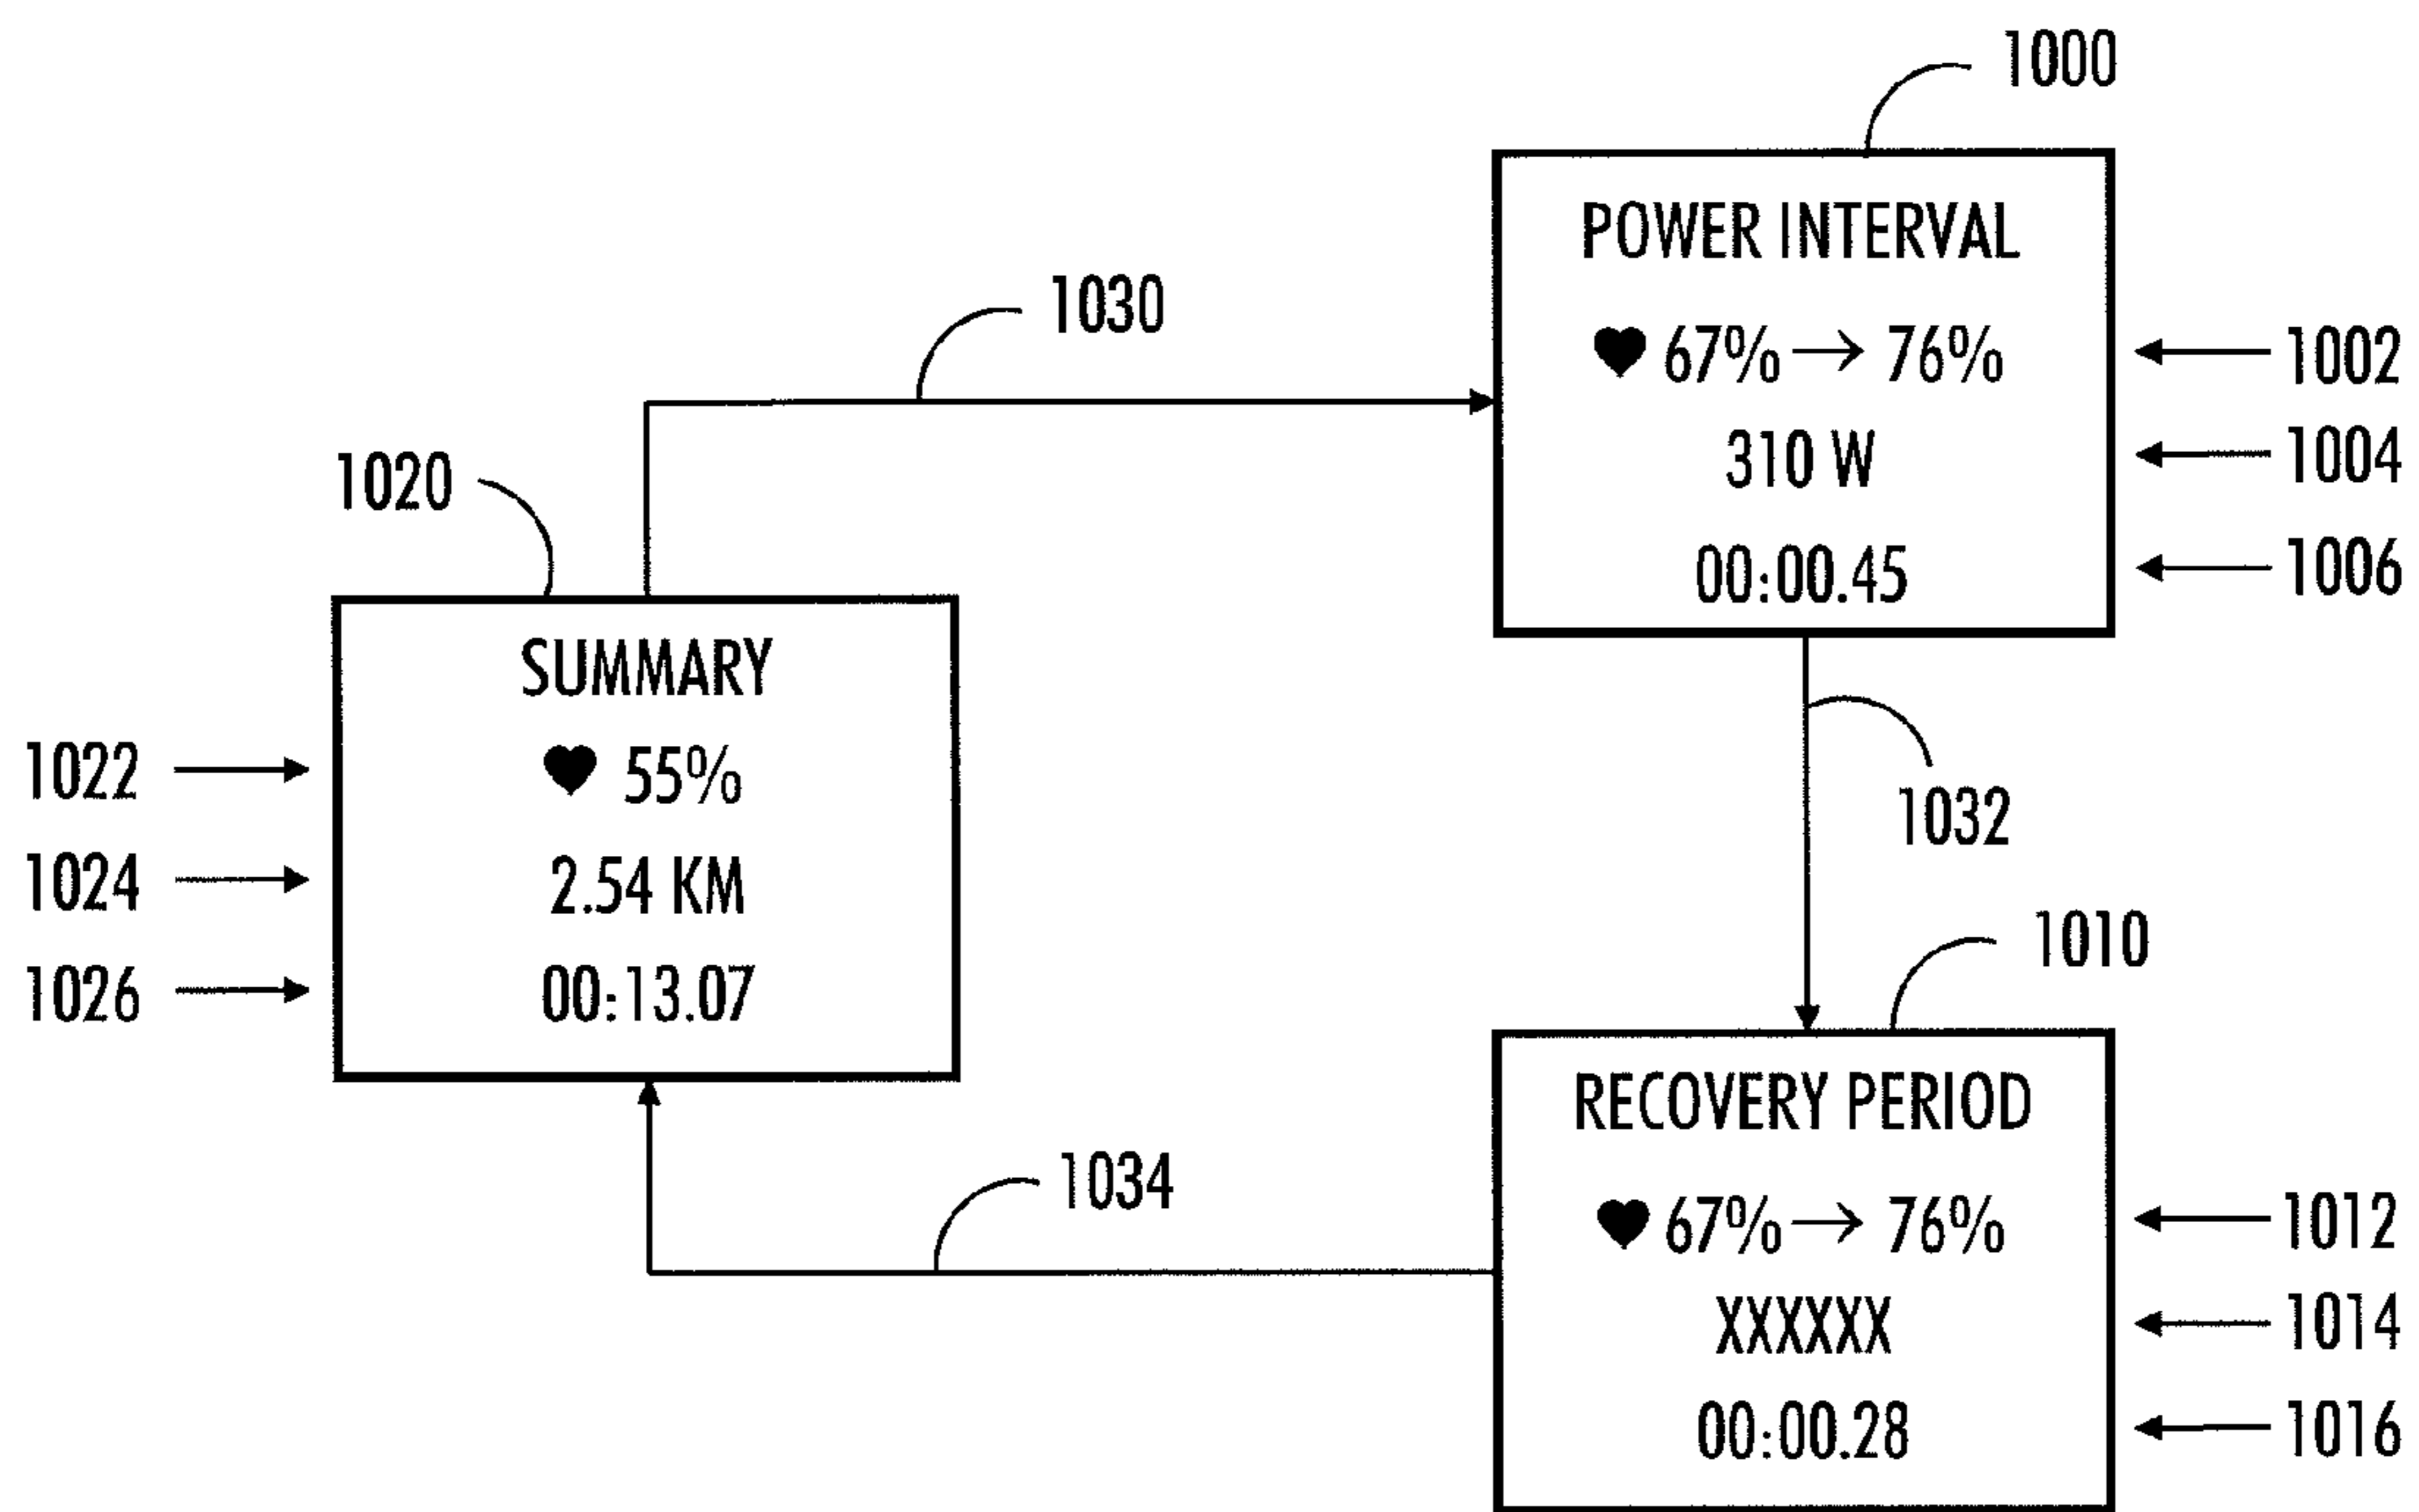 1000
POWER INTERVAL
♥ 67% → 76%
1002
310 W
1004
00:00.45
1006
1030
1020
SUMMARY
1022
♥ 55%
1024
2.54 KM
1026
00:13.07
1032
1010
RECOVERY PERIOD
♥ 67% → 76%
1012
XXXXXX
1014
00:00.28
1016
1034